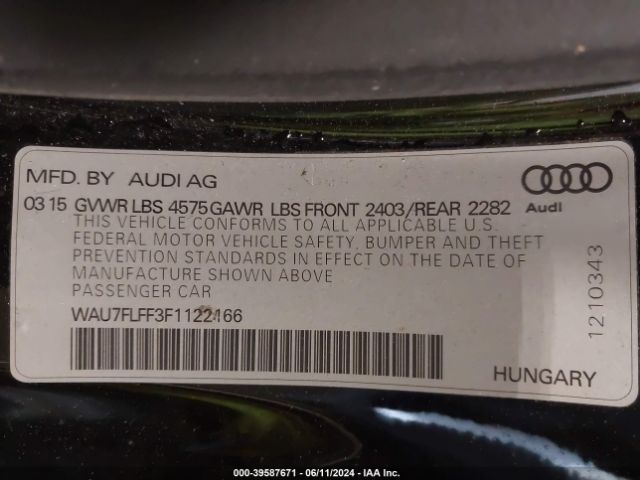 MFD. BY AUDI AG
03 15 GVWR LBS 4575 GAWR LBS FRONT 2403/REAR 2282
Audi
THIS VEHICLE CONFORMS TO ALL APPLICABLE U.S.
FEDERAL MOTOR VEHICLE SAFETY, BUMPER AND THEFT
PREVENTION STANDARDS IN EFFECT ON THE DATE OF
MANUFACTURE SHOWN ABOVE
PASSENGER CAR
WAU7FLFF3F1122166
1210343
HUNGARY
000-39587671 - 06/11/2024 - IAA Inc.